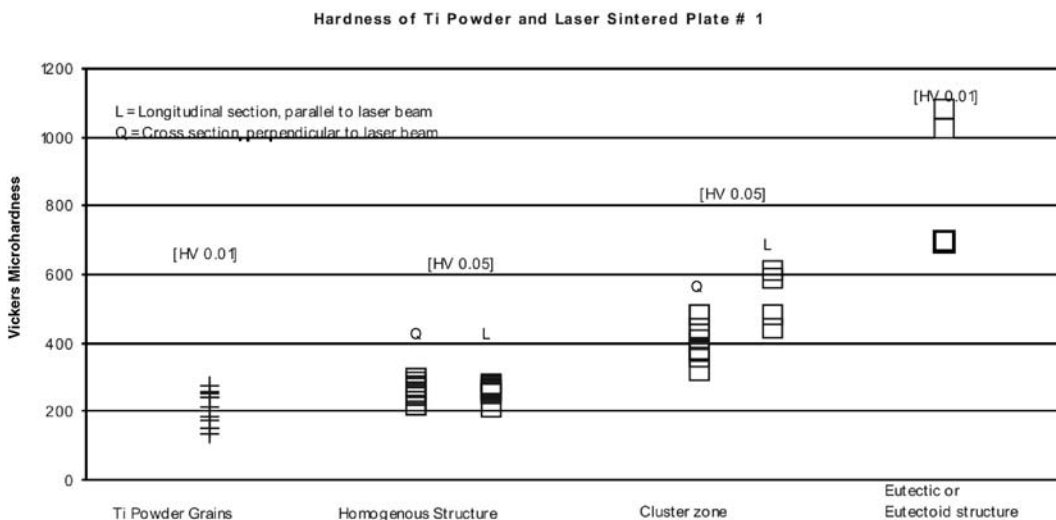 Hardness of Ti Powder and Laser Sintered Plate # 1
1200
1000
800
600
400
200
0
Vickers Microhardness
L = Longitudinal section, parallel to laser beam
Q = Cross section, perpendicular to laser beam
[HV 0.01]
[HV 0.05]
[HV 0.05]
[HV 0.01]
Q
L
Q
L
Ti Powder Grains
Homogenous Structure
Cluster zone
Eutectic or
Eutectoid structure